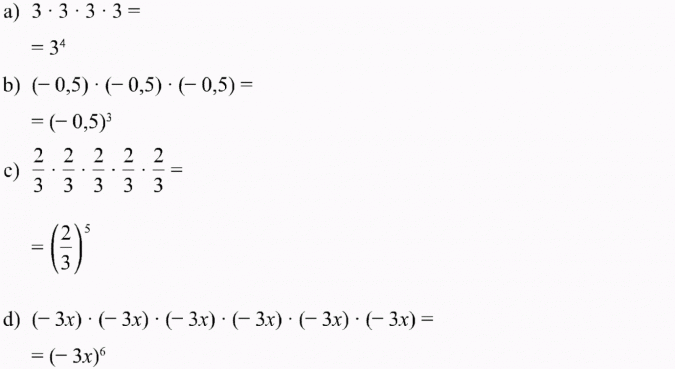 a) 3 · 3 · 3 · 3 =
= 3⁴
b) (– 0,5) · (– 0,5) · (– 0,5) =
= (– 0,5)³
c) 2/3 · 2/3 · 2/3 · 2/3 · 2/3 =
= (2/3)⁵
d) (– 3x) · (– 3x) · (– 3x) · (– 3x) · (– 3x) · (– 3x) =
= (– 3x)⁶